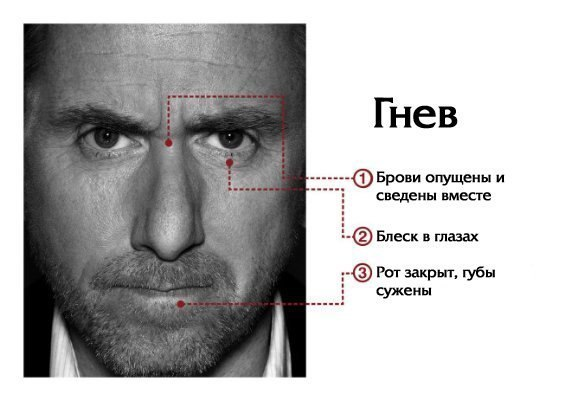 Гнев
1 Брови опущены и
сведены вместе
2 Блеск в глазах
3 Рот закрыт, губы
сужены